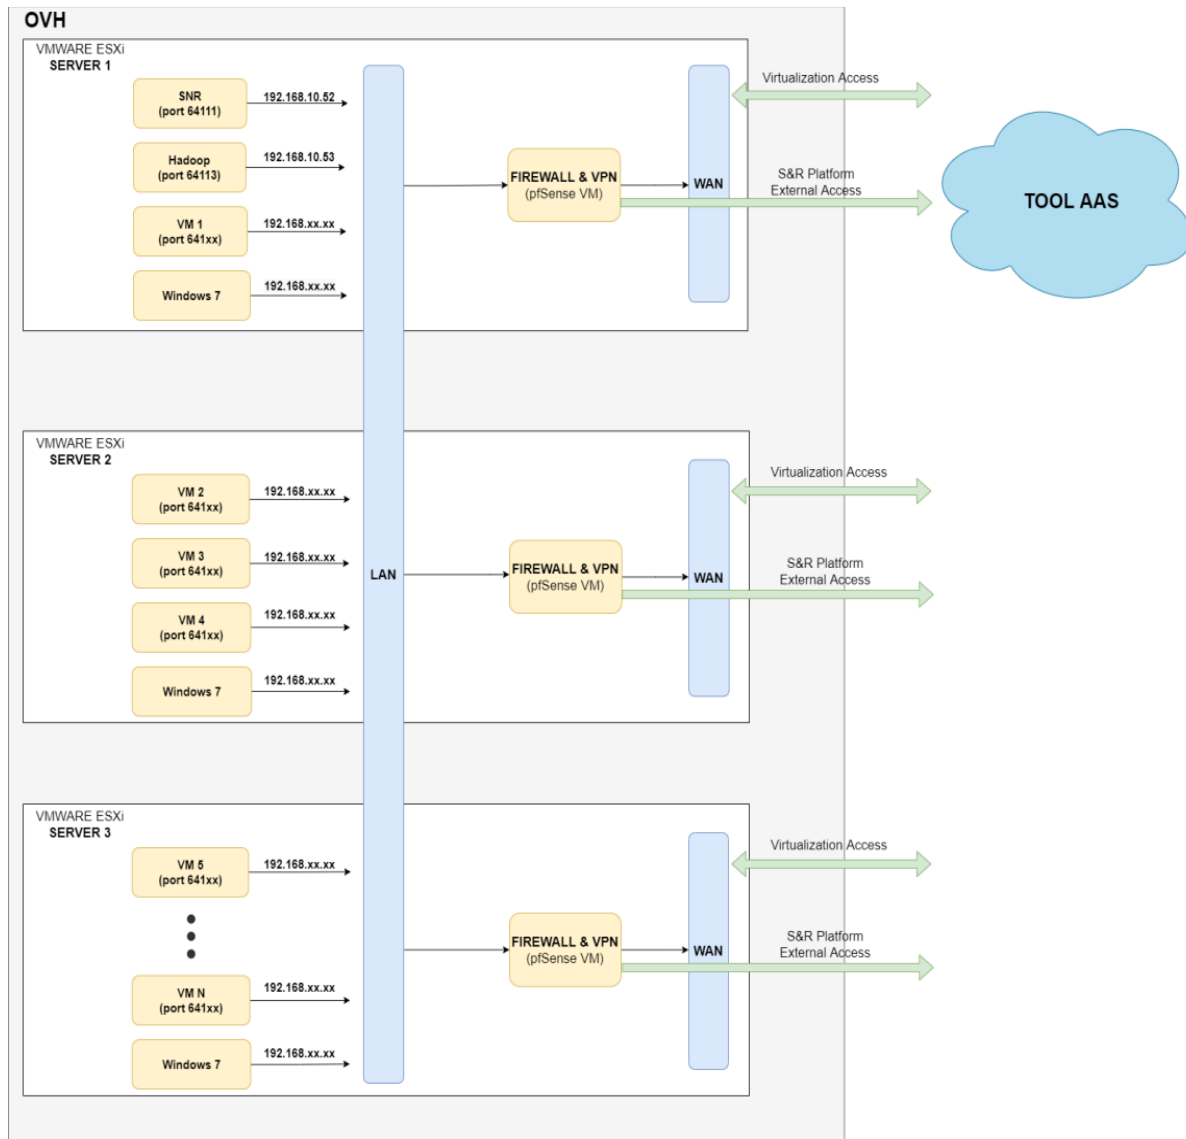 OVH
VMWARE ESXi
SERVER 1
SNR
(port 64111)
192.168.10.52
Hadoop
(port 64113)
192.168.10.53
VM 1
(port 641xx)
192.168.xx.xx
Windows 7
192.168.xx.xx
FIREWALL & VPN
(pfSense VM)
WAN
Virtualization Access
S&R Platform
External Access
TOOL AAS
VMWARE ESXi
SERVER 2
VM 2
(port 641xx)
192.168.xx.xx
VM 3
(port 641xx)
192.168.xx.xx
VM 4
(port 641xx)
192.168.xx.xx
Windows 7
192.168.xx.xx
LAN
FIREWALL & VPN
(pfSense VM)
WAN
Virtualization Access
S&R Platform
External Access
VMWARE ESXi
SERVER 3
VM 5
(port 641xx)
192.168.xx.xx
VM N
(port 641xx)
192.168.xx.xx
Windows 7
192.168.xx.xx
FIREWALL & VPN
(pfSense VM)
WAN
Virtualization Access
S&R Platform
External Access